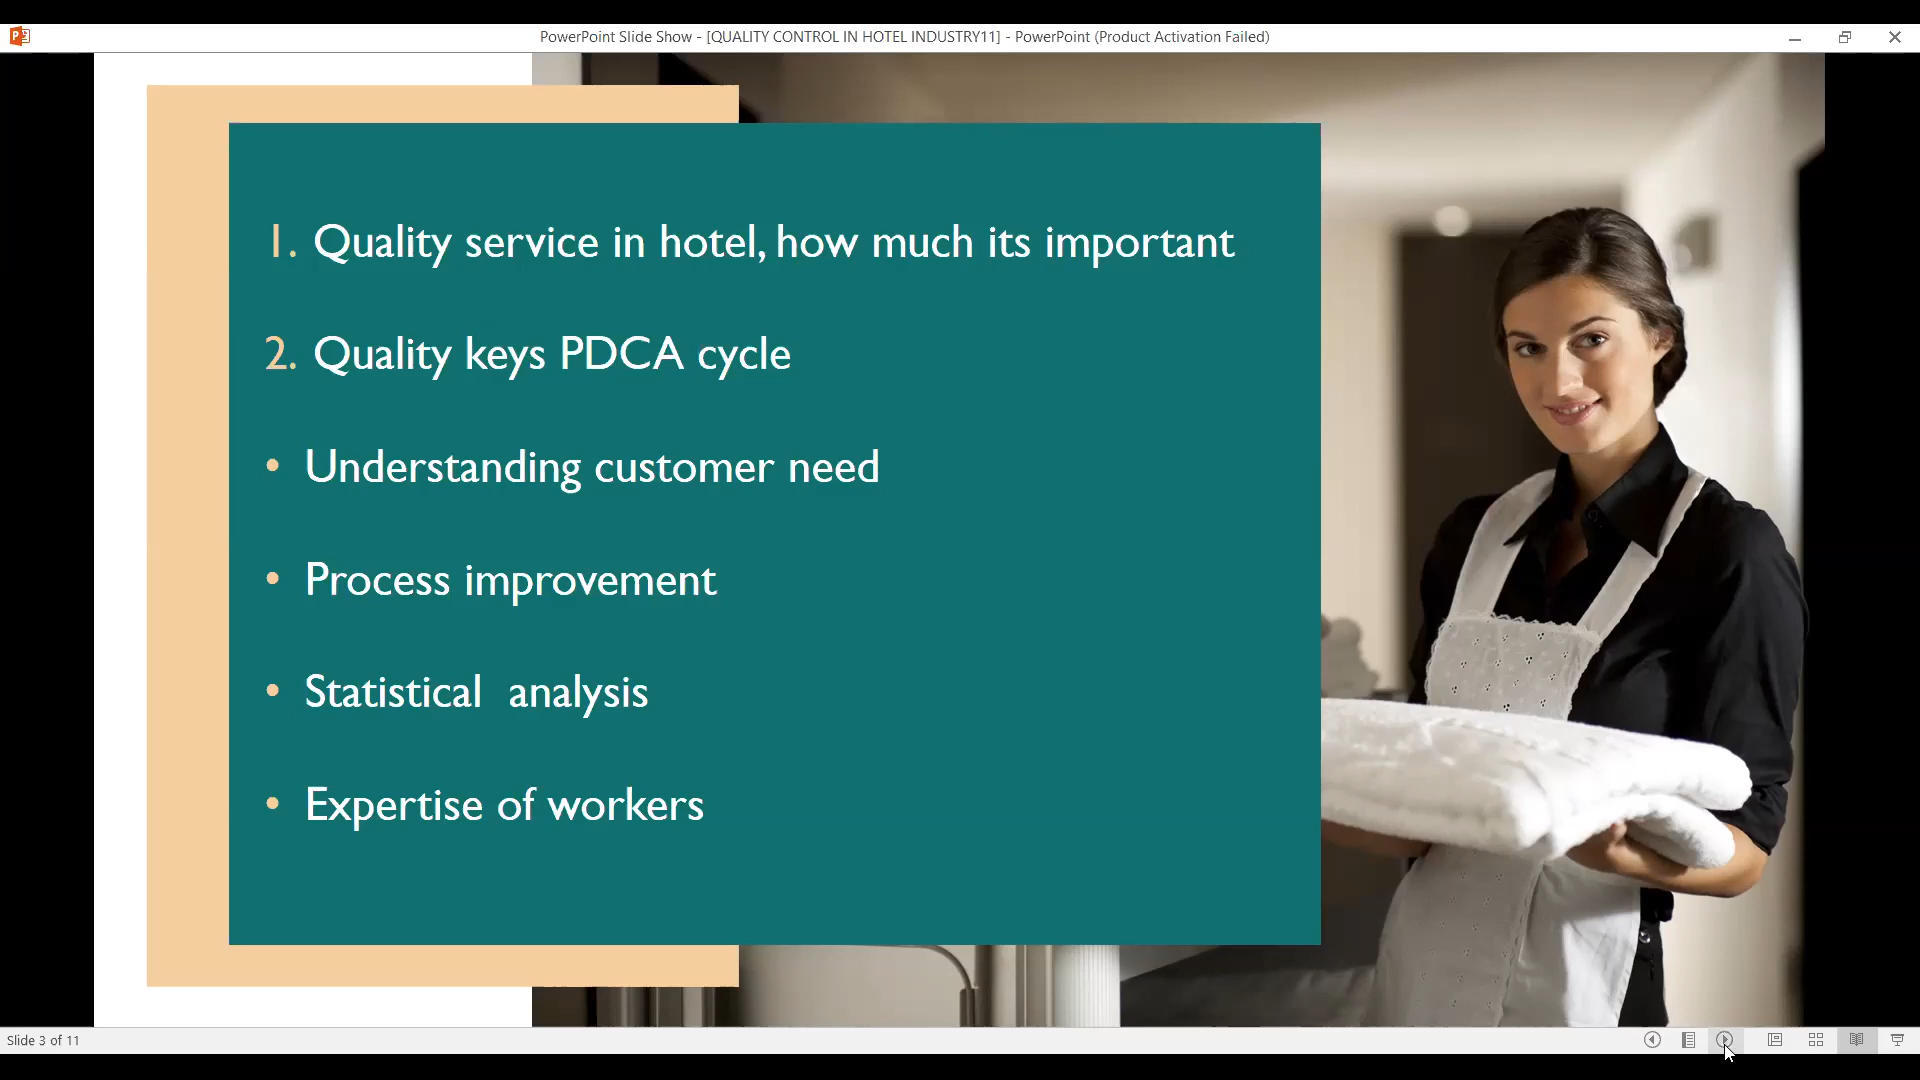 PowerPoint Slide Show - [QUALITY CONTROL IN HOTEL INDUSTRY11] - PowerPoint (Product Activation Failed)
1. Quality service in hotel, how much its important
2. Quality keys PDCA cycle
• Understanding customer need
• Process improvement
• Statistical  analysis
• Expertise of workers
Slide 3 of 11